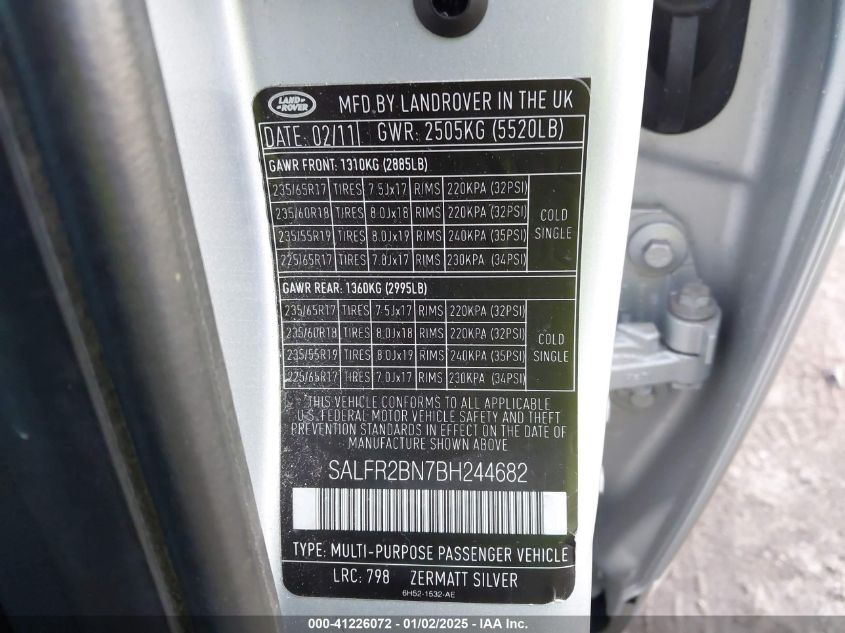 LAND ROVER MFD.BY LANDROVER IN THE UK
DATE: 02/11 GWR: 2505KG (5520LB)
GAWR FRONT: 1310KG (2885LB)
235/65R17 TIRES 7.5Jx17 RIMS 220KPA (32PSI)
235/60R18 TIRES 8.0Jx18 RIMS 220KPA (32PSI)
235/55R19 TIRES 8.0Jx19 RIMS 240KPA (35PSI)
225/65R17 TIRES 7.0Jx17 RIMS 230KPA (34PSI)
COLD
SINGLE
GAWR REAR: 1360KG (2995LB)
235/65R17 TIRES 7.5Jx17 RIMS 220KPA (32PSI)
235/60R18 TIRES 8.0Jx18 RIMS 220KPA (32PSI)
235/55R19 TIRES 8.0Jx19 RIMS 240KPA (35PSI)
225/65R17 TIRES 7.0Jx17 RIMS 230KPA (34PSI)
COLD
SINGLE
THIS VEHICLE CONFORMS TO ALL APPLICABLE
U.S. FEDERAL MOTOR VEHICLE SAFETY AND THEFT
PREVENTION STANDARDS IN EFFECT ON THE DATE OF
MANUFACTURE SHOWN ABOVE
SALFR2BN7BH244682
TYPE: MULTI-PURPOSE PASSENGER VEHICLE
LRC: 798 ZERMATT SILVER
6H52-1532-AE
000-41226072 - 01/02/2025 - IAA Inc.